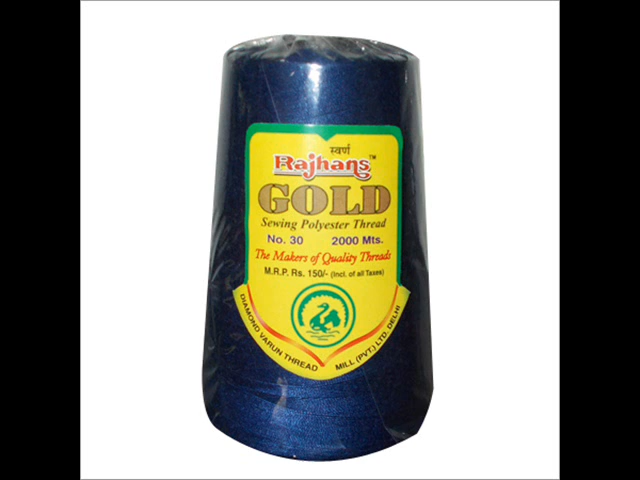 स्वर्ण
Rajhans™
GOLD
Sewing Polyester Thread
No. 30 2000 Mts.
The Makers of Quality Threads
M.R.P. Rs. 150/- (Incl. of all Taxes)
DIAMOND VARUN THREAD MILL (PVT.) LTD. DELHI